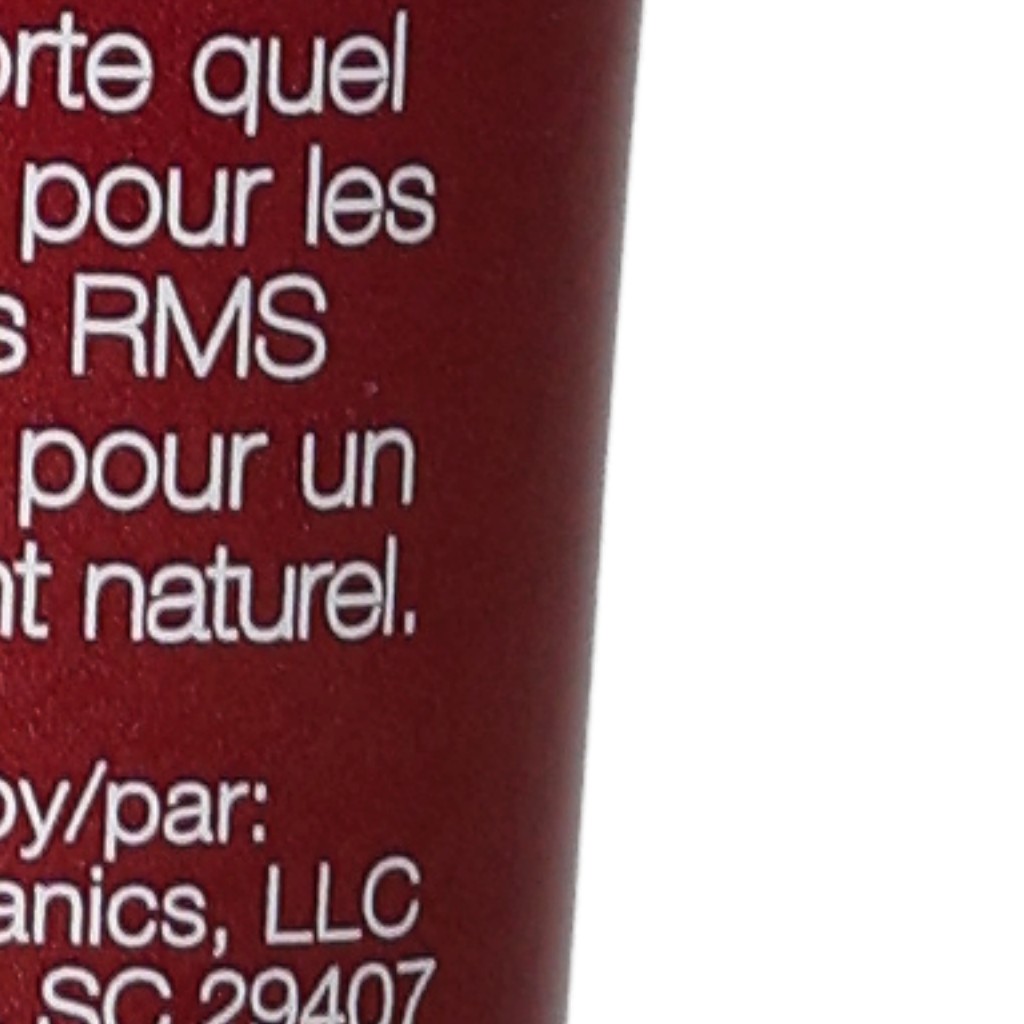 orte quel
pour les
s RMS
pour un
nt naturel.
by/par:
anics, LLC
SC 29407